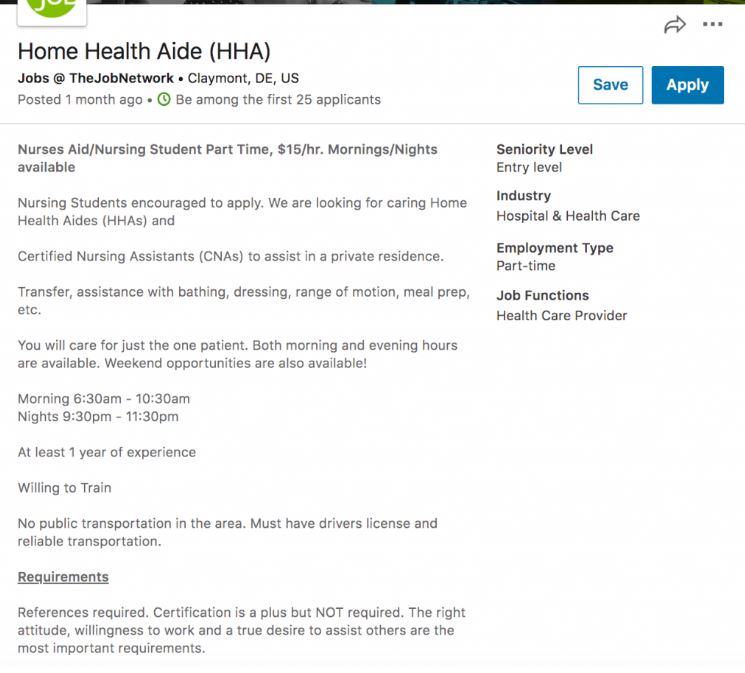 JOB
Home Health Aide (HHA)
Jobs @ TheJobNetwork • Claymont, DE, US
Posted 1 month ago • Be among the first 25 applicants
Save
Apply
Nurses Aid/Nursing Student Part Time, $15/hr. Mornings/Nights
available
Nursing Students encouraged to apply. We are looking for caring Home
Health Aides (HHAs) and
Certified Nursing Assistants (CNAs) to assist in a private residence.
Transfer, assistance with bathing, dressing, range of motion, meal prep,
etc.
You will care for just the one patient. Both morning and evening hours
are available. Weekend opportunities are also available!
Morning 6:30am - 10:30am
Nights 9:30pm - 11:30pm
At least 1 year of experience
Willing to Train
No public transportation in the area. Must have drivers license and
reliable transportation.
Requirements
References required. Certification is a plus but NOT required. The right
attitude, willingness to work and a true desire to assist others are the
most important requirements.
Seniority Level
Entry level
Industry
Hospital & Health Care
Employment Type
Part-time
Job Functions
Health Care Provider